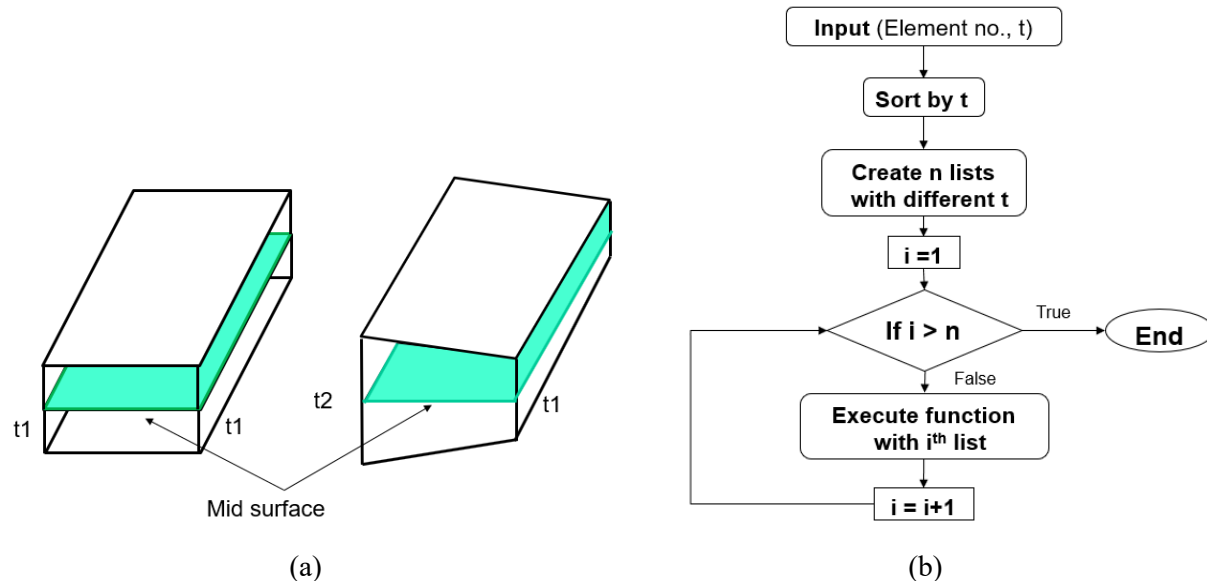 t1
t1
t2
t1
Mid surface
(a)
Input (Element no., t)
Sort by t
Create n lists
with different t
i =1
If i > n
True
End
False
Execute function
with ith list
i = i+1
(b)